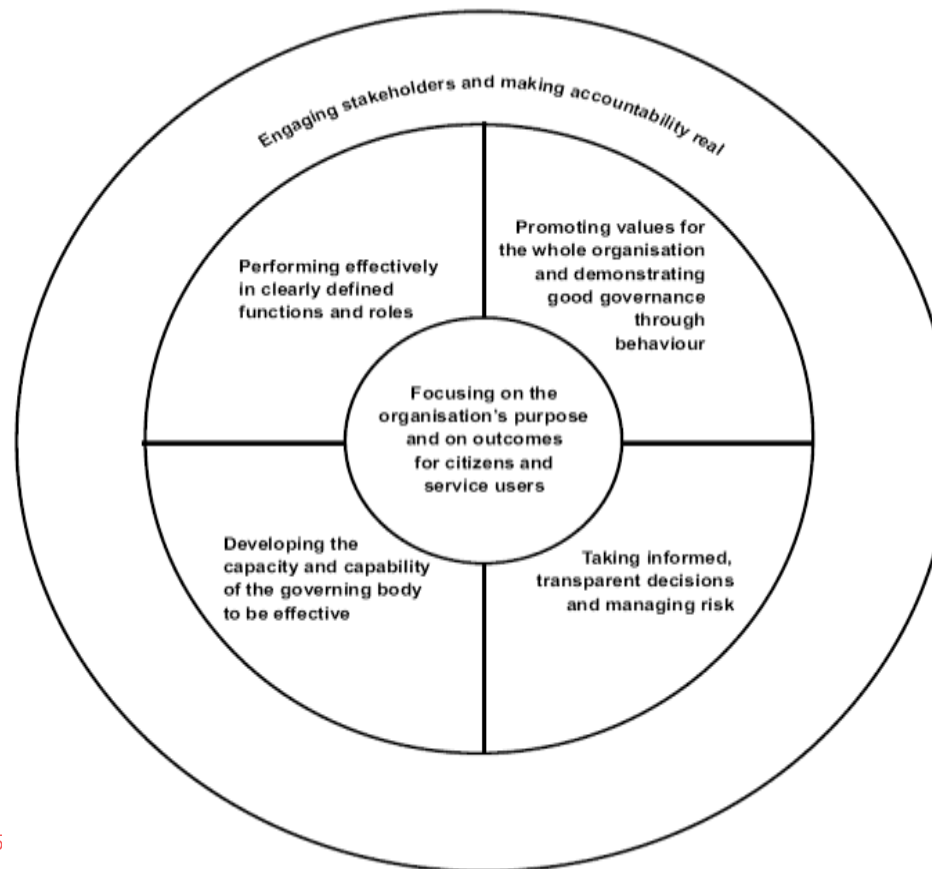 Engaging stakeholders and making accountability real
Promoting values for
the whole organisation
and demonstrating
good governance
through
behaviour
Performing effectively
in clearly defined
functions and roles
Focusing on the
organisation's purpose
and on outcomes
for citizens and
service users
Developing the
capacity and capability
of the governing body
to be effective
Taking informed,
transparent decisions
and managing risk